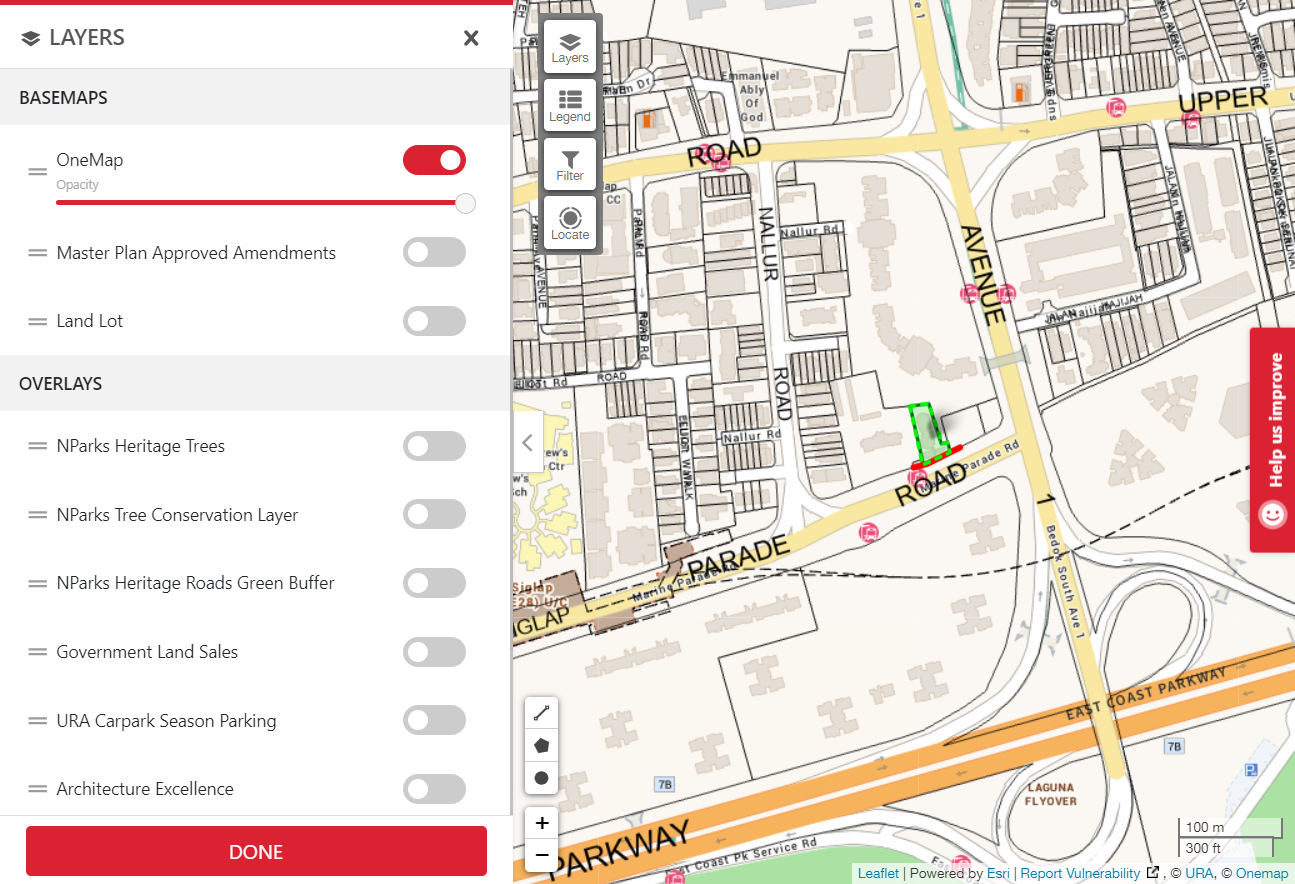 LAYERS
BASEMAPS
OneMap
Opacity
Master Plan Approved Amendments
Land Lot
OVERLAYS
NParks Heritage Trees
NParks Tree Conservation Layer
NParks Heritage Roads Green Buffer
Government Land Sales
URA Carpark Season Parking
Architecture Excellence
DONE
Layers
Legend
Filter
Locate
Emmanuel
Ably
Of
God
UPPER
ROAD
CC
NALLUR
ROAD
Nallur Rd
AVENUE
AVENUE
1
ROAD
Nallur Rd
Marine Parade Rd
ROAD
PARADE
Marine Parade Rd
Siglap
U/C
Bedok South Ave 1
EAST COAST PARKWAY
7B
7B
LAGUNA
FLYOVER
PARKWAY
Coast Pk Service Rd
Help us improve
+
−
100 m
300 ft
Leaflet | Powered by Esri | Report Vulnerability , © URA, © Onemap